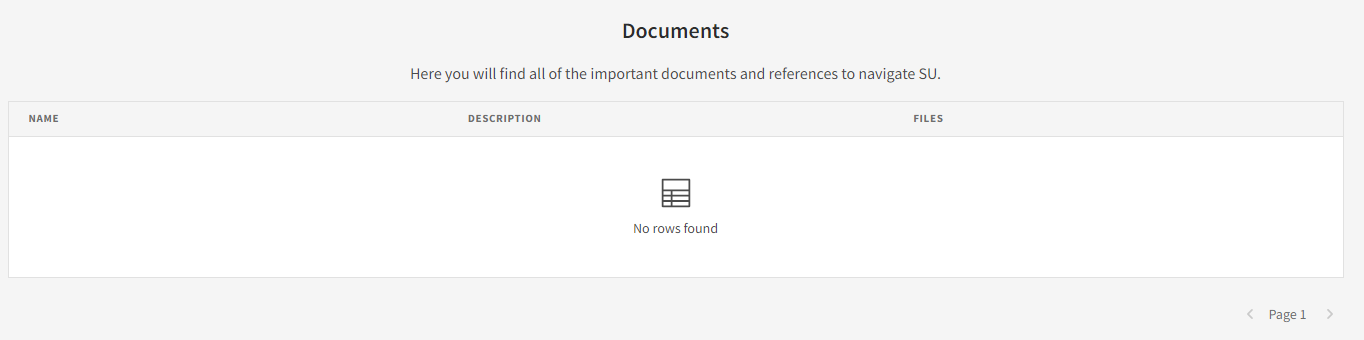 Documents
Here you will find all of the important documents and references to navigate SU.
NAME DESCRIPTION FILES
No rows found
Page 1